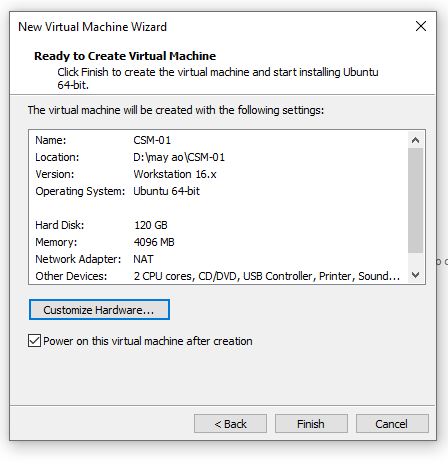 New Virtual Machine Wizard
Ready to Create Virtual Machine
Click Finish to create the virtual machine and start installing Ubuntu
64-bit.
The virtual machine will be created with the following settings:
Name: CSM-01
Location: D:\may ao\CSM-01
Version: Workstation 16.x
Operating System: Ubuntu 64-bit
Hard Disk: 120 GB
Memory: 4096 MB
Network Adapter: NAT
Other Devices: 2 CPU cores, CD/DVD, USB Controller, Printer, Sound...
Customize Hardware...
Power on this virtual machine after creation
< Back Finish Cancel